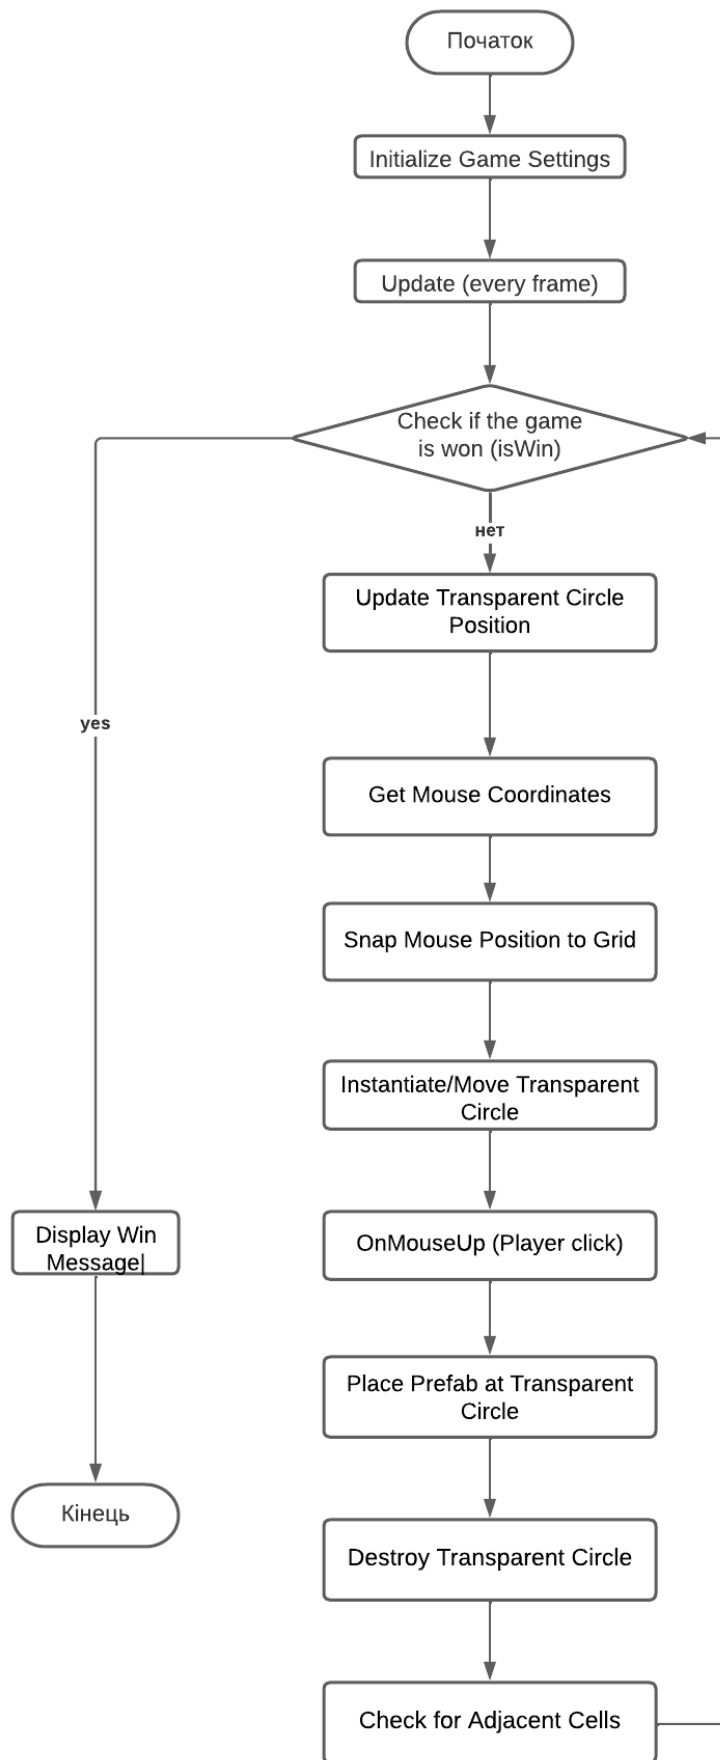 Початок
Initialize Game Settings
Update (every frame)
Check if the game
is won (isWin)
нет
Update Transparent Circle
Position
yes
Get Mouse Coordinates
Snap Mouse Position to Grid
Instantiate/Move Transparent
Circle
Display Win
Message|
OnMouseUp (Player click)
Place Prefab at Transparent
Circle
Кінець
Destroy Transparent Circle
Check for Adjacent Cells